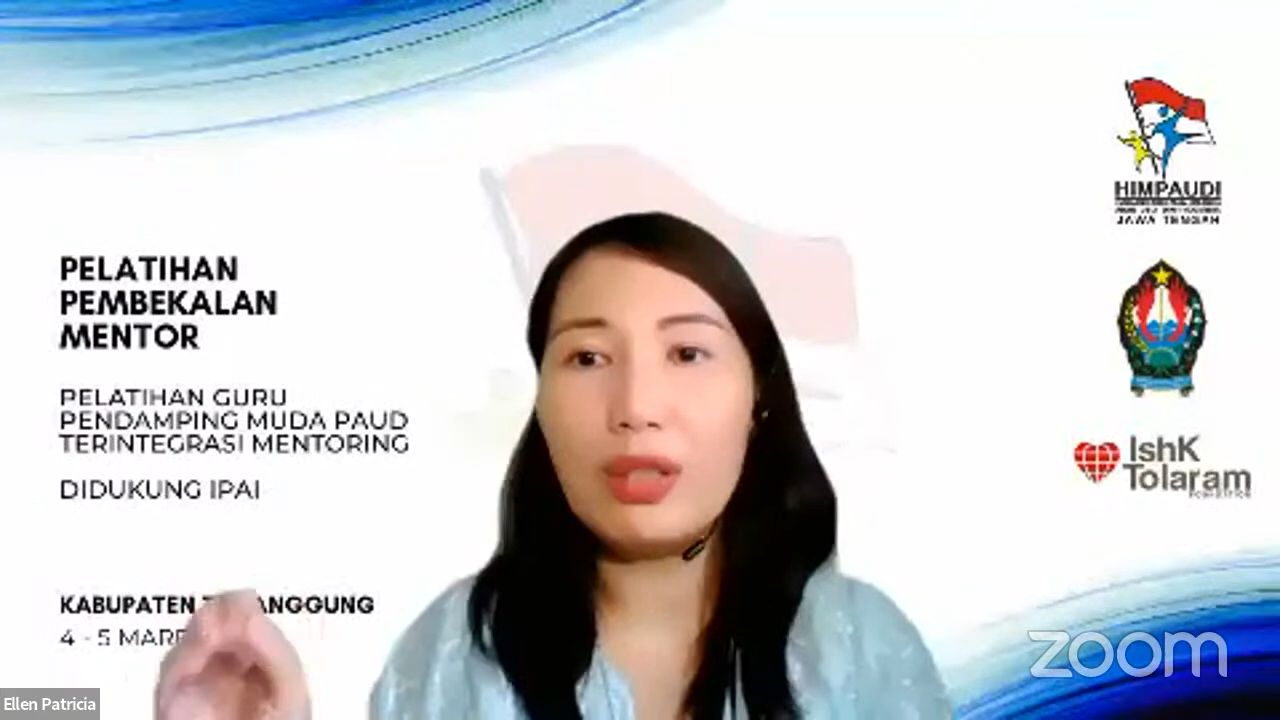 PELATIHAN
PEMBEKALAN
MENTOR
PELATIHAN GURU
PENDAMPING MUDA PAUD
TERINTEGRASI MENTORING
DIDUKUNG IPAI
KABUPATEN
4 - 5
HIMPAUDI
JAWA TENGAH
IshK
Tolaram
zoom
Ellen Patricia